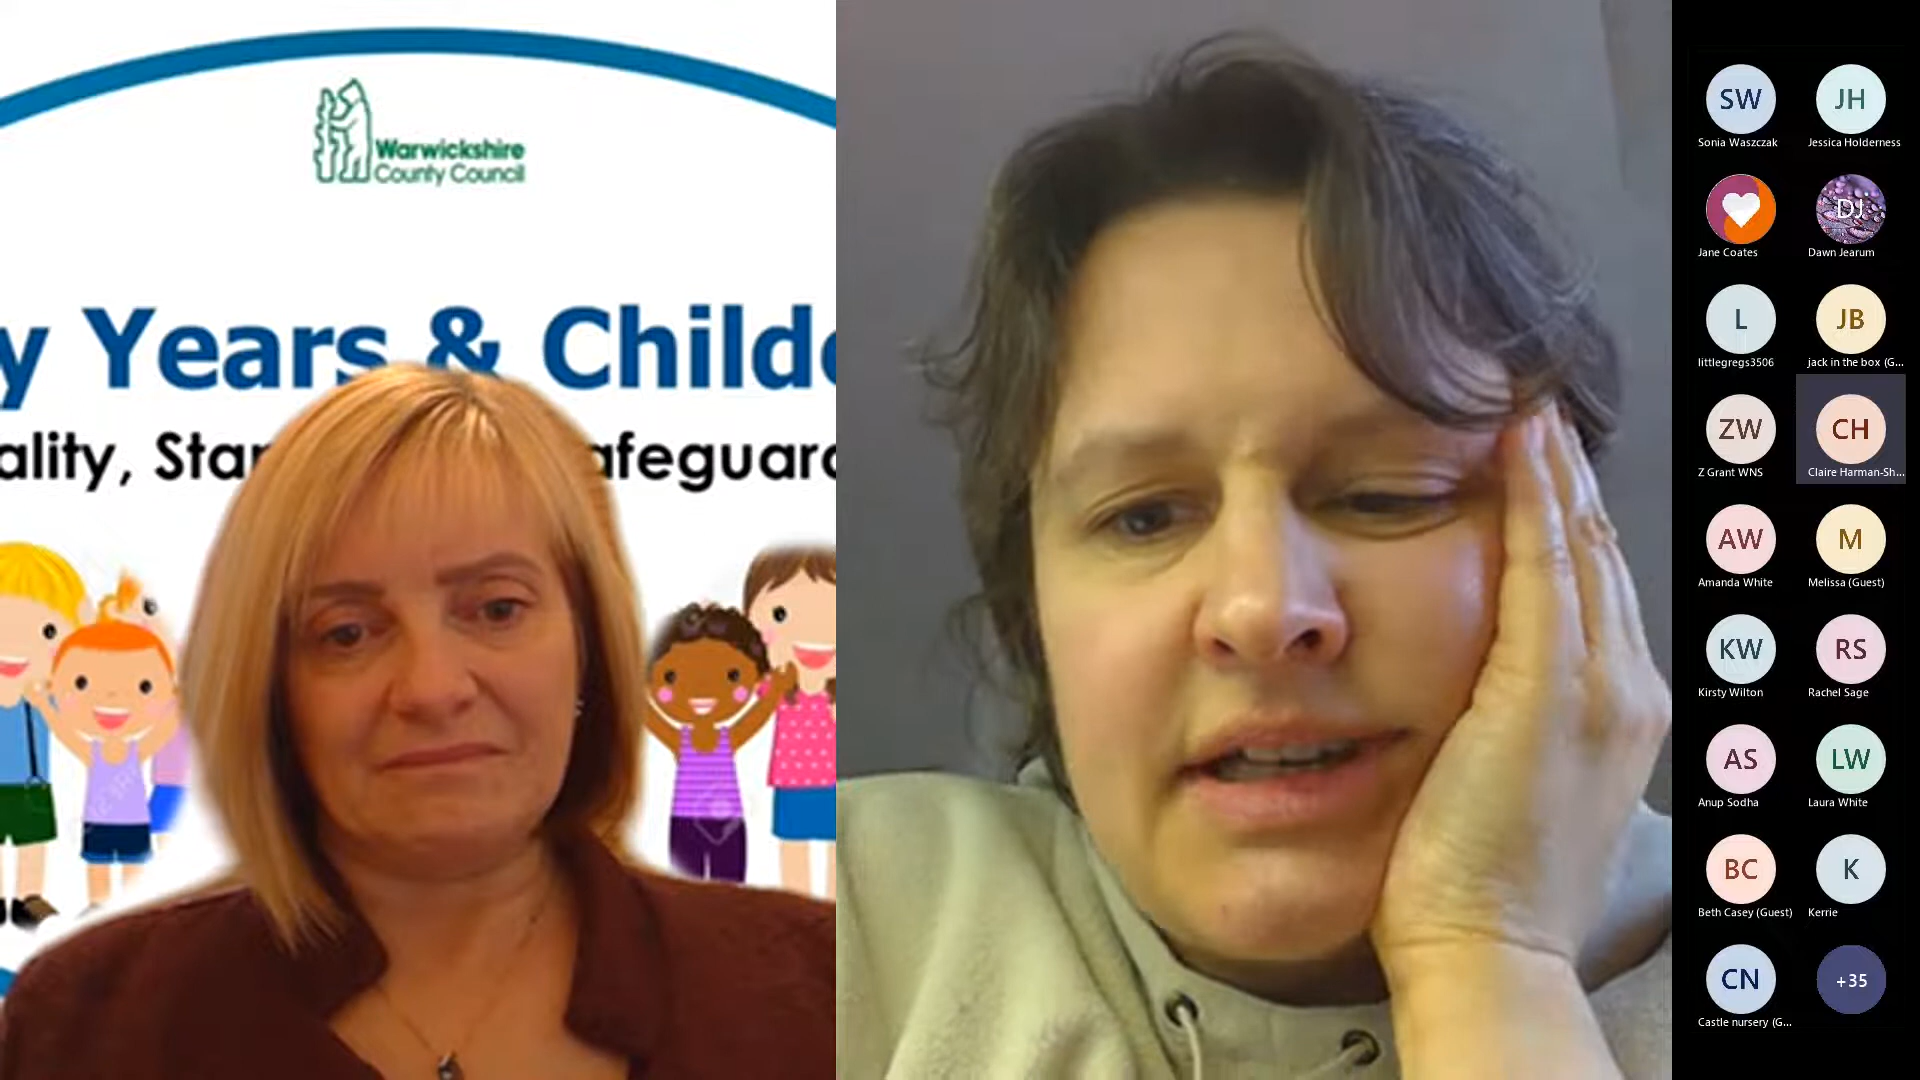 Warwickshire
County Council
y Years & Childc
ality, Sta
afeguard
SW
Sonia Waszczak
JH
Jessica Holderness
Jane Coates
DJ
Dawn Jearum
L
littlegregs3506
JB
jack in the box (G...
ZW
Z Grant WNS
CH
Claire Harman-Sh...
AW
Amanda White
M
Melissa (Guest)
KW
Kirsty Wilton
RS
Rachel Sage
AS
Anup Sodha
LW
Laura White
BC
Beth Casey (Guest)
K
Kerrie
CN
Castle nursery (G...
+35